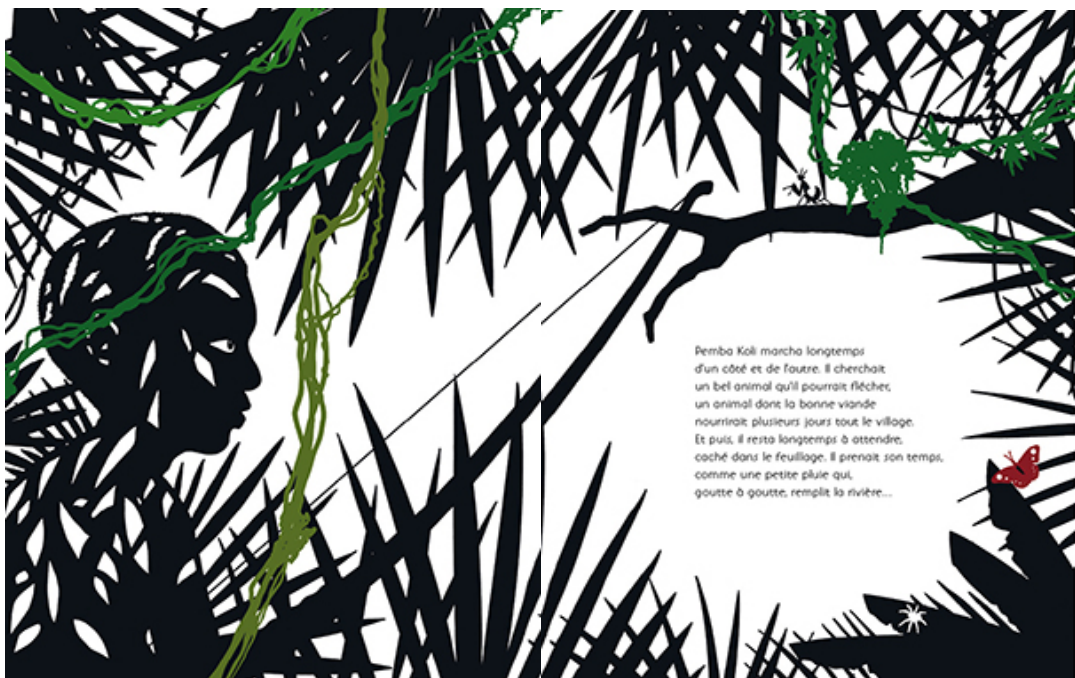 Pemba Koli marcha longtemps
d'un côté et de l'autre. Il cherchait
un bel animal qu'il pourrait flécher,
un animal dont la bonne viande
nourrirait plusieurs jours tout le village.
Et puis, il resta longtemps à attendre,
caché dans le feuillage. Il prenait son temps,
comme une petite pluie qui,
goutte à goutte, remplit la rivière...